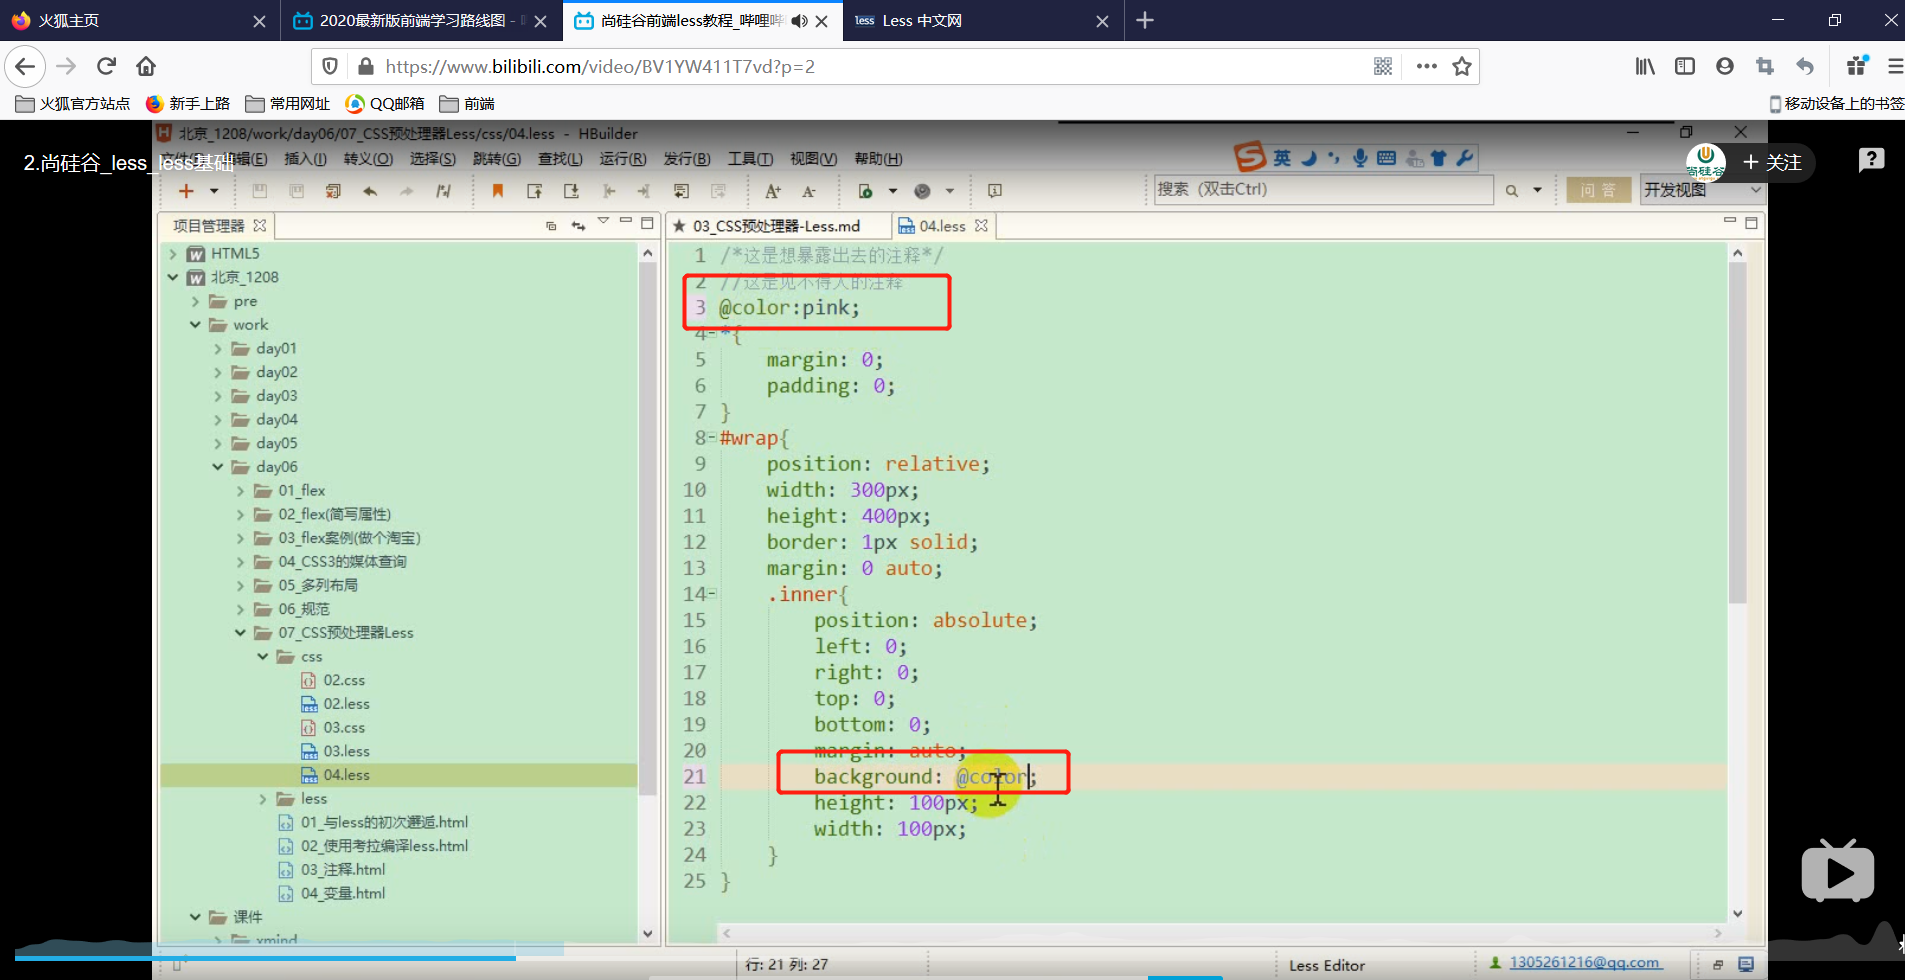 火狐主页
2020最新版前端学习路线图 -
尚硅谷前端less教程_哔哩哔
less Less 中文网
https://www.bilibili.com/video/BV1YW411T7vd?p=2
火狐官方站点 新手上路 常用网址 QQ邮箱 前端
移动设备上的书签
北京_1208/work/day06/07_CSS预处理器Less/css/04.less - HBuilder
2.尚硅谷_less_less基础
编辑(E) 插入(I) 转义(O) 选择(S) 跳转(G) 查找(L) 运行(R) 发行(B) 工具(T) 视图(V) 帮助(H)
英
尚硅谷
+ 关注
搜索 (双击Ctrl)
问 答
开发视图
项目管理器
HTML5
北京_1208
pre
work
day01
day02
day03
day04
day05
day06
01_flex
02_flex(简写属性)
03_flex案例(做个淘宝)
04_CSS3的媒体查询
05_多列布局
06_规范
07_CSS预处理器Less
css
02.css
02.less
03.css
03.less
04.less
less
01_与less的初次邂逅.html
02_使用考拉编译less.html
03_注释.html
04_变量.html
课件
xmind
03_CSS预处理器-Less.md
04.less
1 /*这是想暴露出去的注释*/
2 //这是见不得人的注释
3 @color:pink;
4 *{
5 margin: 0;
6 padding: 0;
7 }
8 #wrap{
9 position: relative;
10 width: 300px;
11 height: 400px;
12 border: 1px solid;
13 margin: 0 auto;
14 .inner{
15 position: absolute;
16 left: 0;
17 right: 0;
18 top: 0;
19 bottom: 0;
20 margin: auto;
21 background: @color;
22 height: 100px;
23 width: 100px;
24 }
25 }
行: 21 列: 27
Less Editor
1305261216@qq.com